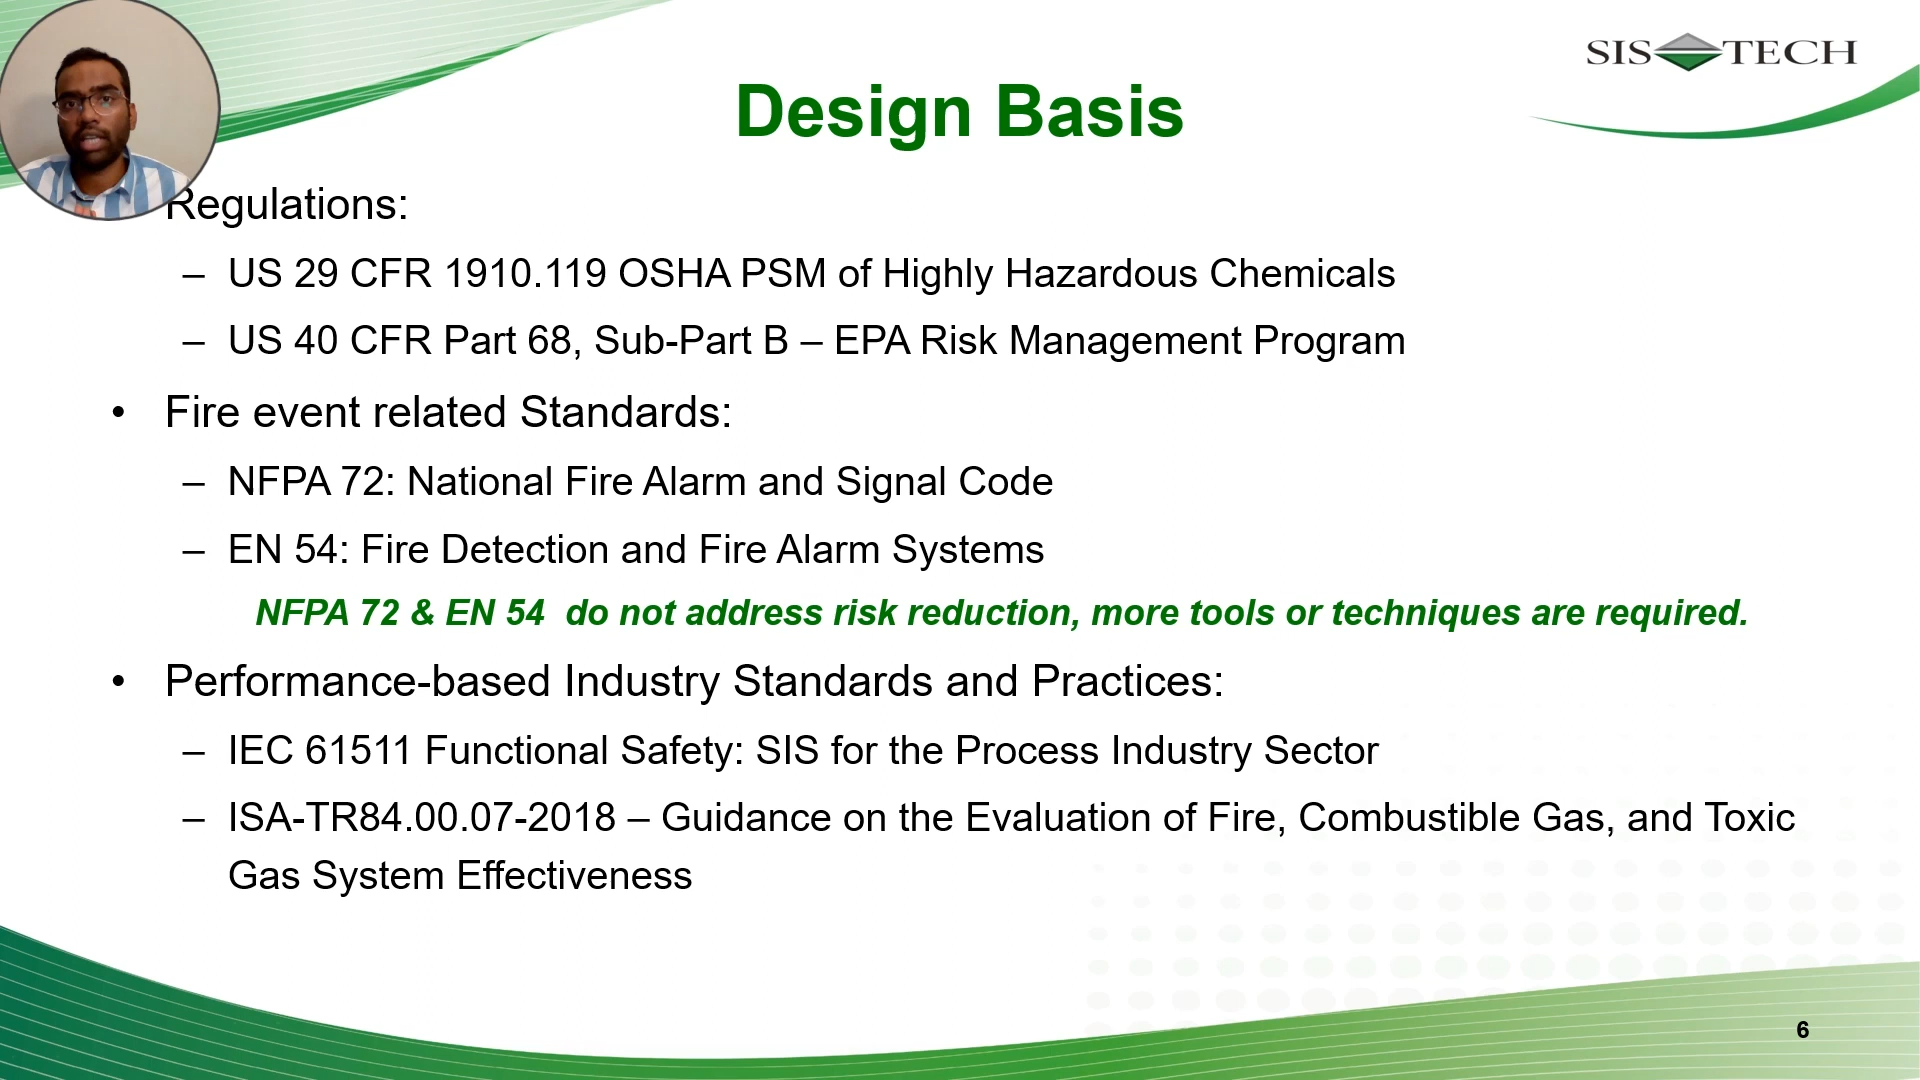 SIS TECH
Design Basis
Regulations:
– US 29 CFR 1910.119 OSHA PSM of Highly Hazardous Chemicals
– US 40 CFR Part 68, Sub-Part B – EPA Risk Management Program
• Fire event related Standards:
– NFPA 72: National Fire Alarm and Signal Code
– EN 54: Fire Detection and Fire Alarm Systems
NFPA 72 & EN 54 do not address risk reduction, more tools or techniques are required.
• Performance-based Industry Standards and Practices:
– IEC 61511 Functional Safety: SIS for the Process Industry Sector
– ISA-TR84.00.07-2018 – Guidance on the Evaluation of Fire, Combustible Gas, and Toxic
Gas System Effectiveness
6